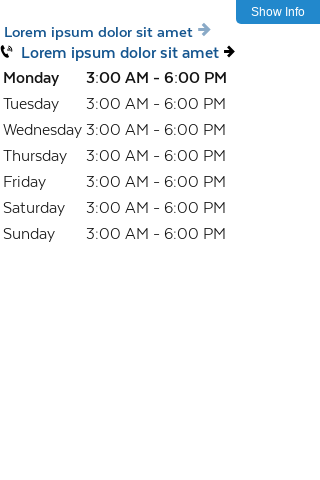 Show Info
Lorem ipsum dolor sit amet
Lorem ipsum dolor sit amet
Monday 3:00 AM - 6:00 PM
Tuesday 3:00 AM - 6:00 PM
Wednesday 3:00 AM - 6:00 PM
Thursday 3:00 AM - 6:00 PM
Friday 3:00 AM - 6:00 PM
Saturday 3:00 AM - 6:00 PM
Sunday 3:00 AM - 6:00 PM